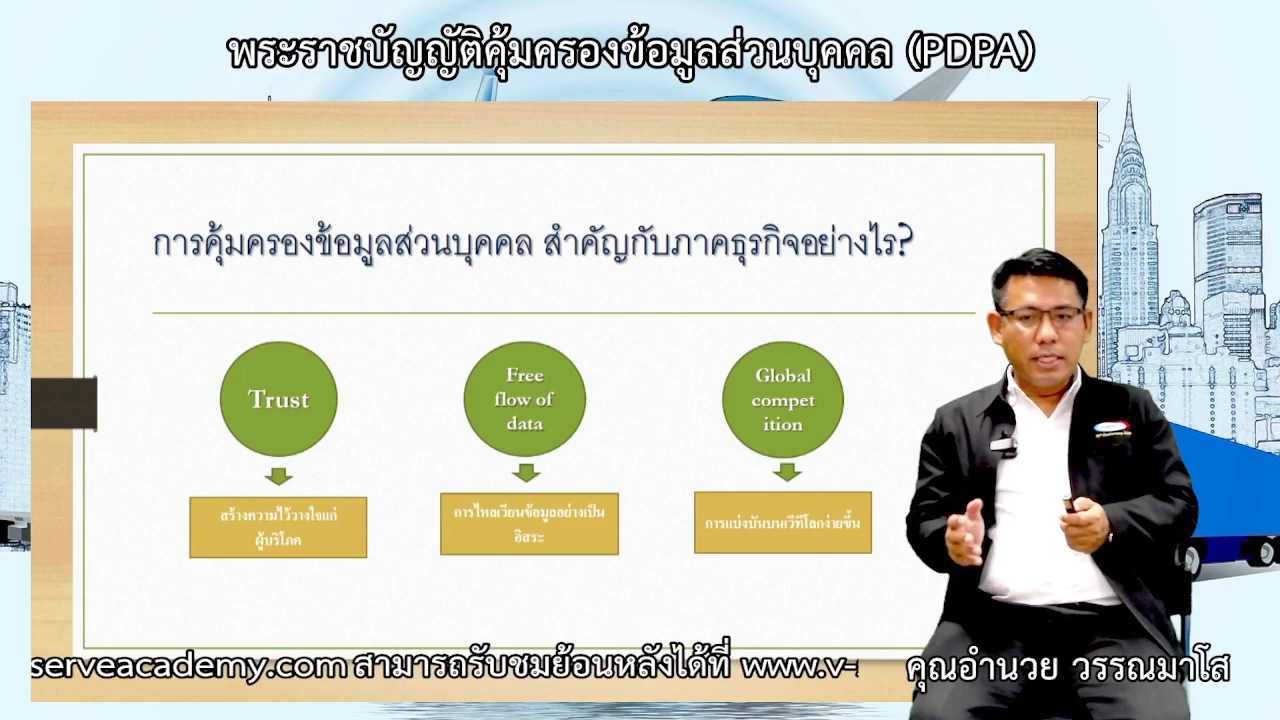 พระราชบัญญัติคุ้มครองข้อมูลส่วนบุคคล (PDPA)
การคุ้มครองข้อมูลส่วนบุคคล สำคัญกับภาคธุรกิจอย่างไร?
Trust
สร้างความไว้วางใจแก่
ผู้บริโภค
Free
flow of
data
การไหลเวียนข้อมูลอย่างเป็น
อิสระ
Global
compet
ition
การแข่งขันบนเวทีโลกง่ายขึ้น
serveacademy.com สามารถรับชมย้อนหลังได้ที่ www.v-
คุณอำนวย วรรณมาโส